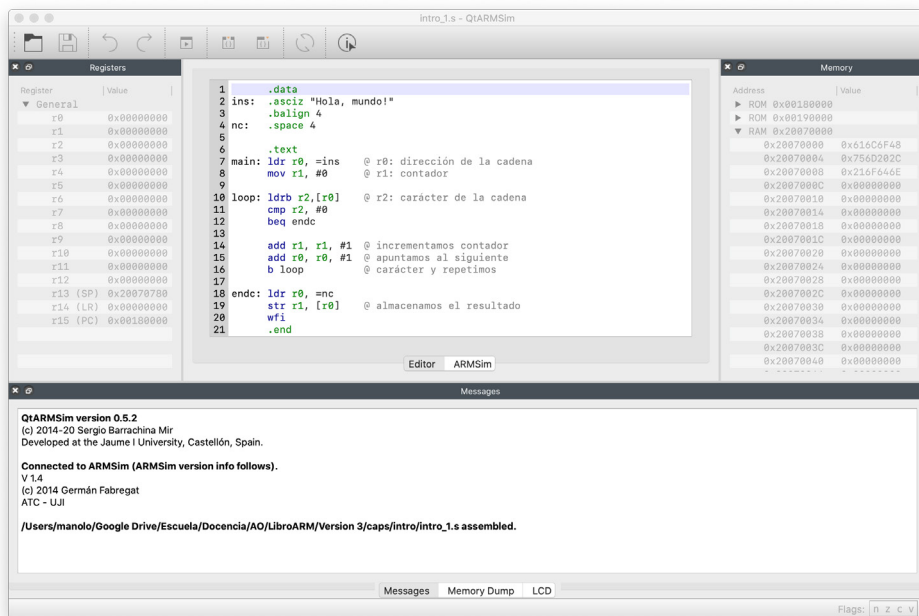 intro_1.s - QtARMSim
Registers
Register Value
General
r0 0x00000000
r1 0x00000000
r2 0x00000000
r3 0x00000000
r4 0x00000000
r5 0x00000000
r6 0x00000000
r7 0x00000000
r8 0x00000000
r9 0x00000000
r10 0x00000000
r11 0x00000000
r12 0x00000000
r13 (SP) 0x20070780
r14 (LR) 0x00000000
r15 (PC) 0x00180000
1 .data
2 ins: .asciz "Hola, mundo!"
3 .balign 4
4 nc: .space 4
5
6 .text
7 main: ldr r0, =ins @ r0: dirección de la cadena
8 mov r1, #0 @ r1: contador
9
10 loop: ldrb r2,[r0] @ r2: carácter de la cadena
11 cmp r2, #0
12 beq endc
13
14 add r1, r1, #1 @ incrementamos contador
15 add r0, r0, #1 @ apuntamos al siguiente
16 b loop @ carácter y repetimos
17
18 endc: ldr r0, =nc
19 str r1, [r0] @ almacenamos el resultado
20 wfi
21 .end
Editor ARMSim
Memory
Address Value
ROM 0x00180000
ROM 0x00190000
RAM 0x20070000
0x20070000 0x616C6F48
0x20070004 0x756D202C
0x20070008 0x216F646E
0x2007000C 0x00000000
0x20070010 0x00000000
0x20070014 0x00000000
0x20070018 0x00000000
0x2007001C 0x00000000
0x20070020 0x00000000
0x20070024 0x00000000
0x20070028 0x00000000
0x2007002C 0x00000000
0x20070030 0x00000000
0x20070034 0x00000000
0x20070038 0x00000000
0x2007003C 0x00000000
0x20070040 0x00000000
Messages
QtARMSim version 0.5.2
(c) 2014-20 Sergio Barrachina Mir
Developed at the Jaume I University, Castellón, Spain.
Connected to ARMSim (ARMSim version info follows).
V 1.4
(c) 2014 Germán Fabregat
ATC - UJI
/Users/manolo/Google Drive/Escuela/Docencia/AO/LibroARM/Version 3/caps/intro/intro_1.s assembled.
Messages Memory Dump LCD
Flags: n z c v